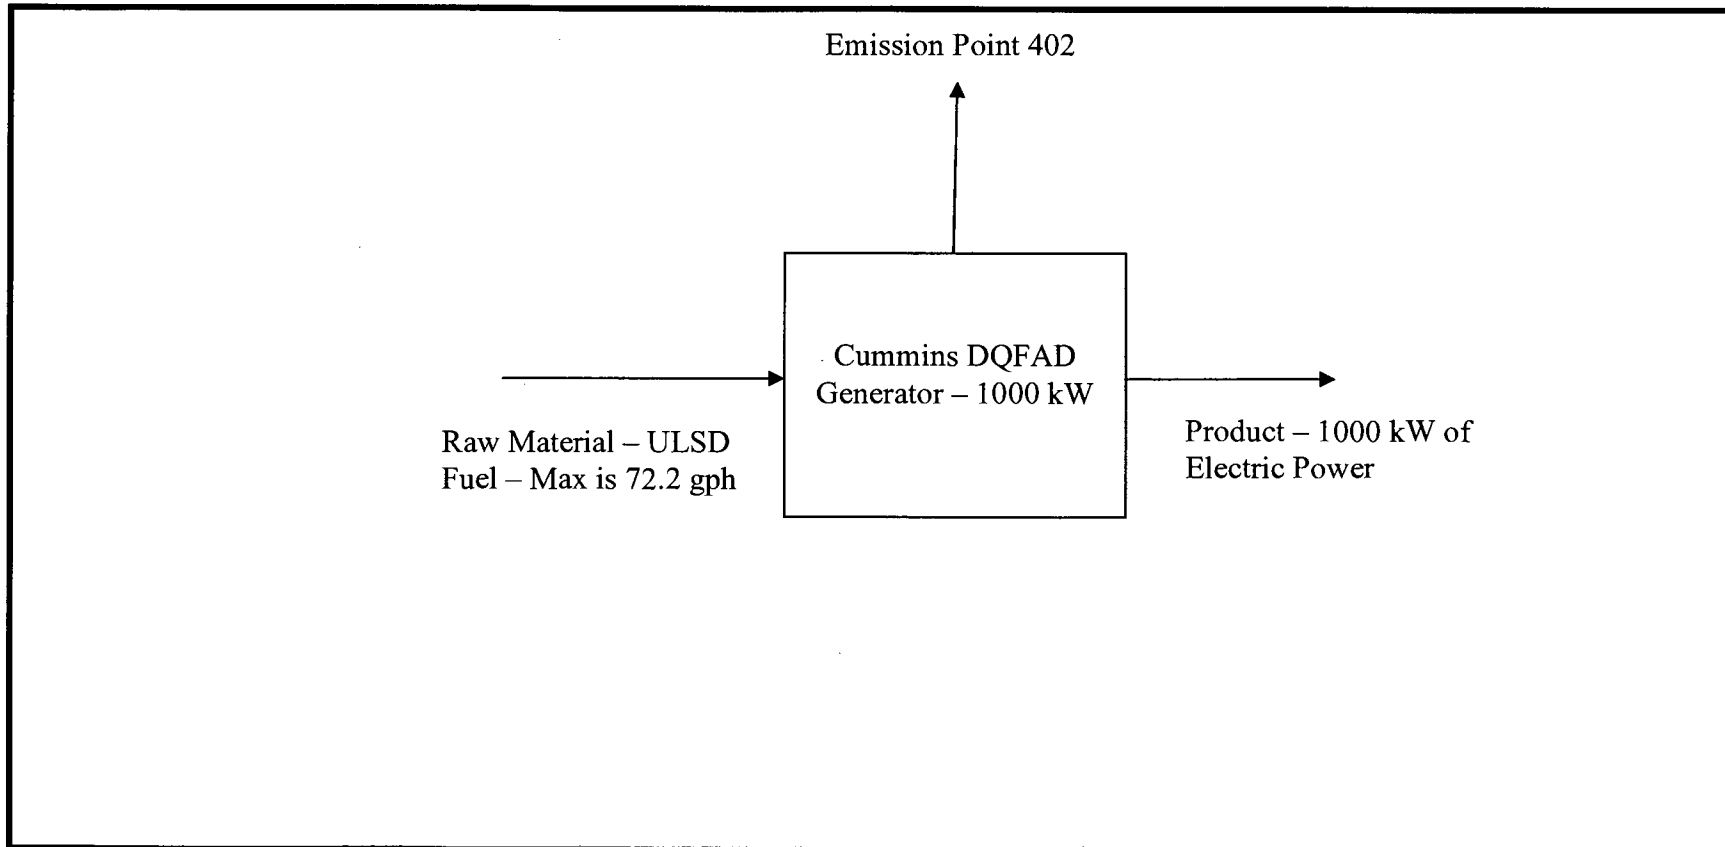 Emission Point 402
Cummins DQFAD
Generator – 1000 kW
Raw Material – ULSD
Fuel – Max is 72.2 gph
Product – 1000 kW of
Electric Power